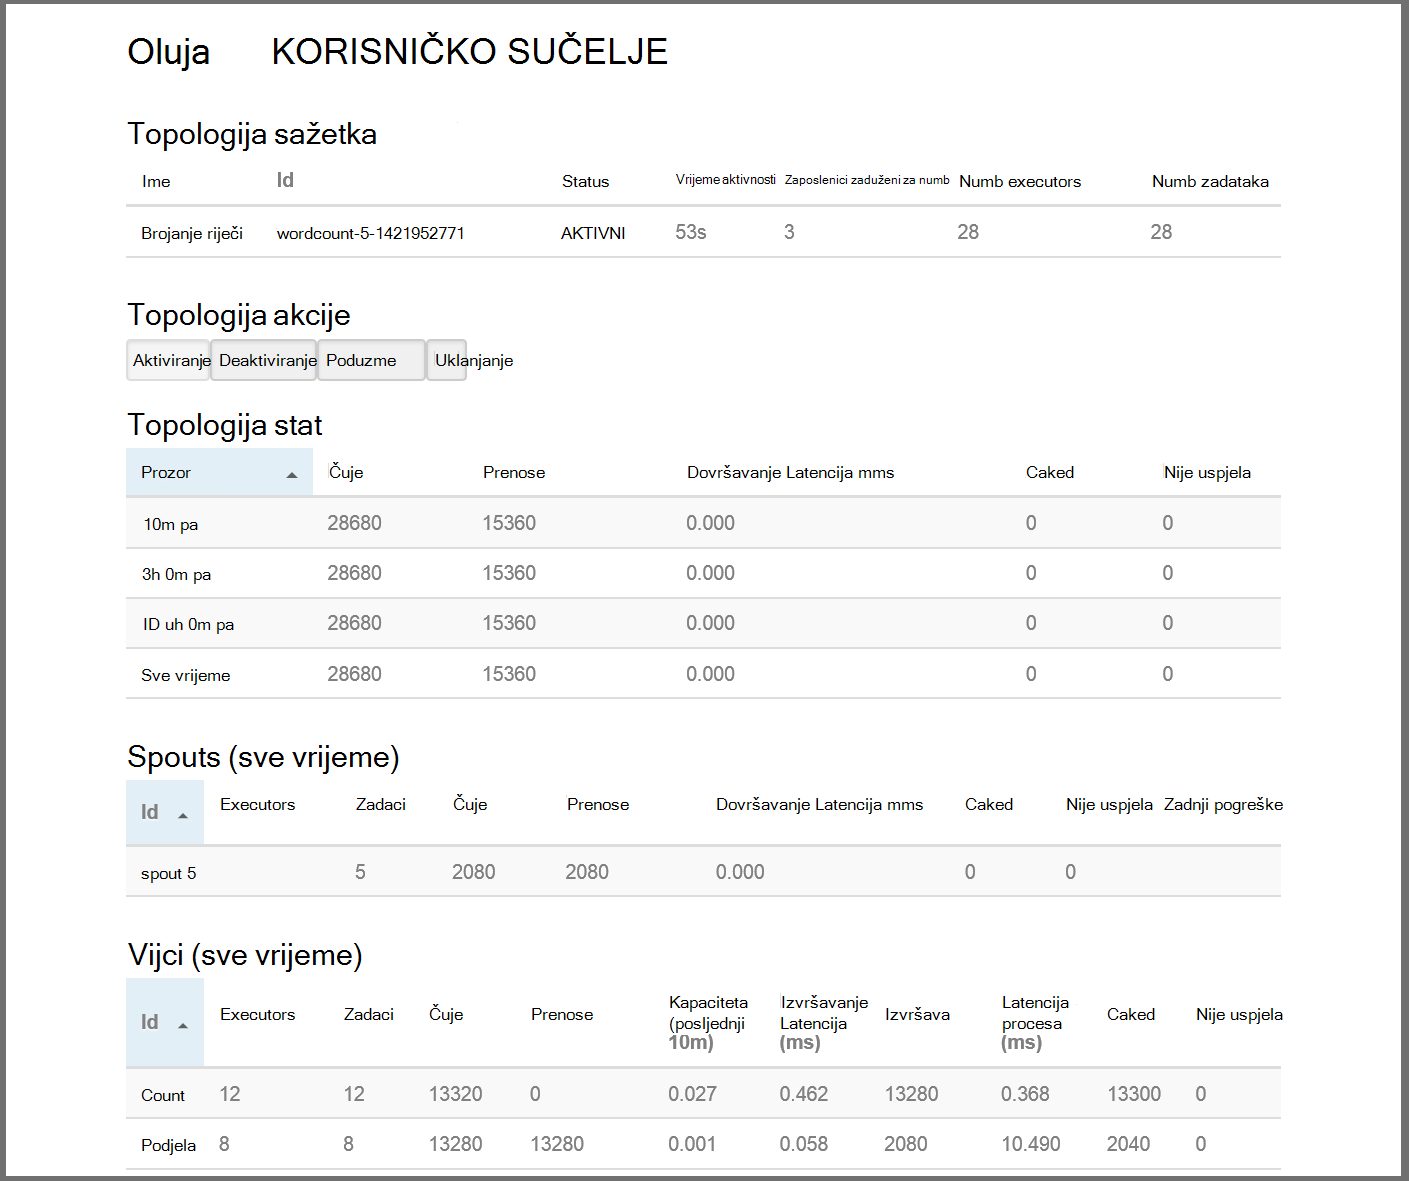 Oluja KORISNIČKO SUČELJE
Topologija sažetka
Ime Id Status Vrijeme aktivnosti Zaposlenici zaduženi za numb Numb executors Numb zadataka
Brojanje riječi wordcount-5-1421952771 AKTIVNI 53s 3 28 28
Topologija akcije
Aktiviranje Deaktiviranje Poduzme Uklanjanje
Topologija stat
Prozor Čuje Prenose Dovršavanje Latencija mms Caked Nije uspjela
10m pa 28680 15360 0.000 0 0
3h 0m pa 28680 15360 0.000 0 0
ID uh 0m pa 28680 15360 0.000 0 0
Sve vrijeme 28680 15360 0.000 0 0
Spouts (sve vrijeme)
Id Executors Zadaci Čuje Prenose Dovršavanje Latencija mms Caked Nije uspjela Zadnji pogreške
spout 5 5 2080 2080 0.000 0 0
Vijci (sve vrijeme)
Id Executors Zadaci Čuje Prenose Kapaciteta (posljednji 10m) Izvršavanje Latencija (ms) Izvršava Latencija procesa (ms) Caked Nije uspjela
Count 12 12 13320 0 0.027 0.462 13280 0.368 13300 0
Podjela 8 8 13280 13280 0.001 0.058 2080 10.490 2040 0